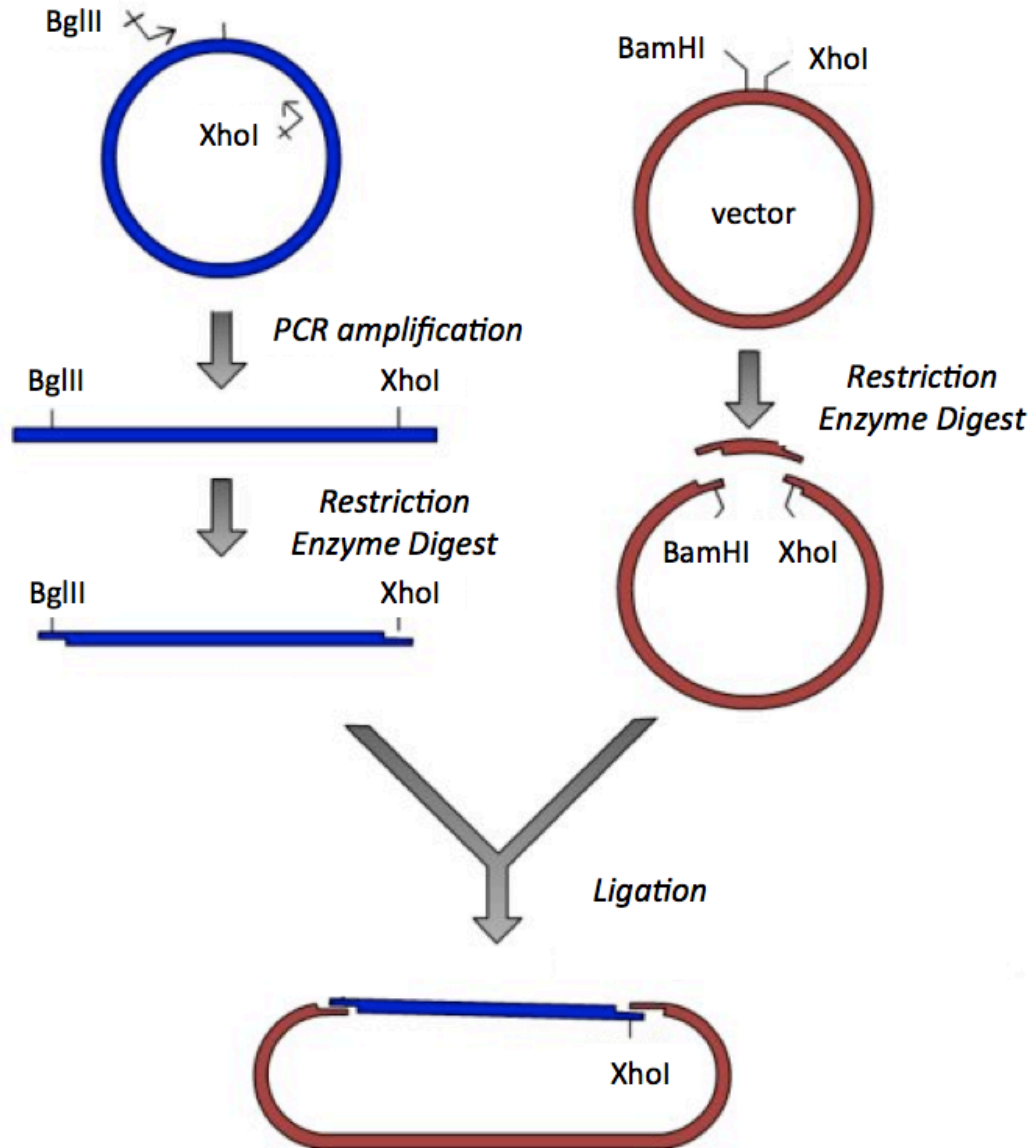 BglII
XhoI
PCR amplification
BglII
XhoI
Restriction
Enzyme Digest
BglII
XhoI
BamHI
XhoI
vector
Restriction
Enzyme Digest
BamHI
XhoI
Ligation
XhoI